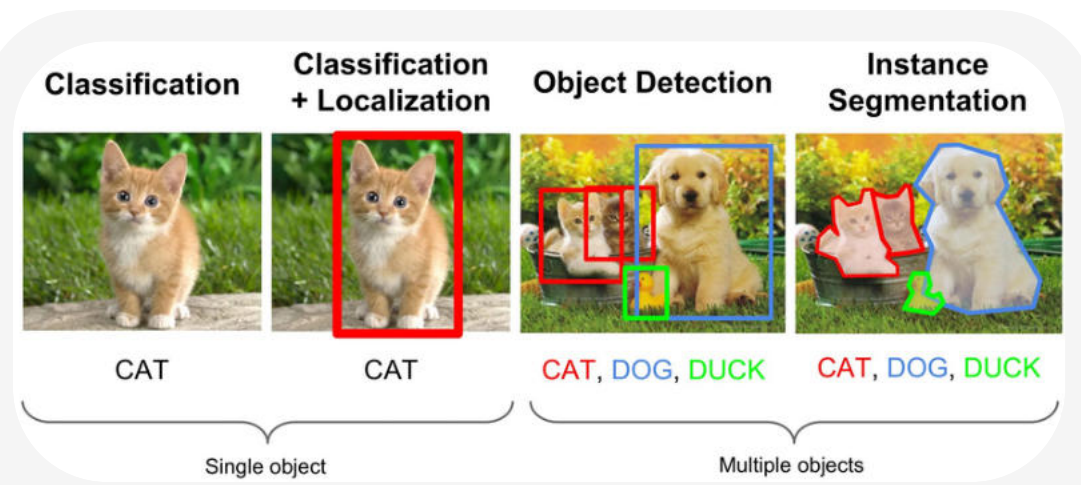 Classification
Classification
+ Localization
Object Detection
Instance
Segmentation
CAT
CAT
CAT, DOG, DUCK
CAT, DOG, DUCK
Single object
Multiple objects